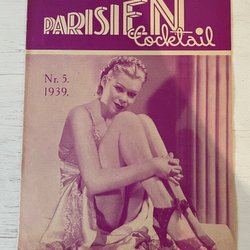 PARISIEN
Cocktail
Nr. 5.
1939.